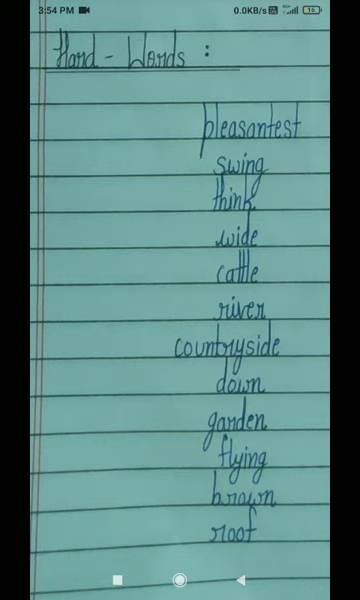 3:54 PM 0.0KB/s 16
Hard - Words :
pleasantest
swing
think
wide
cattle
river
countryside
down
garden
flying
brown
roof